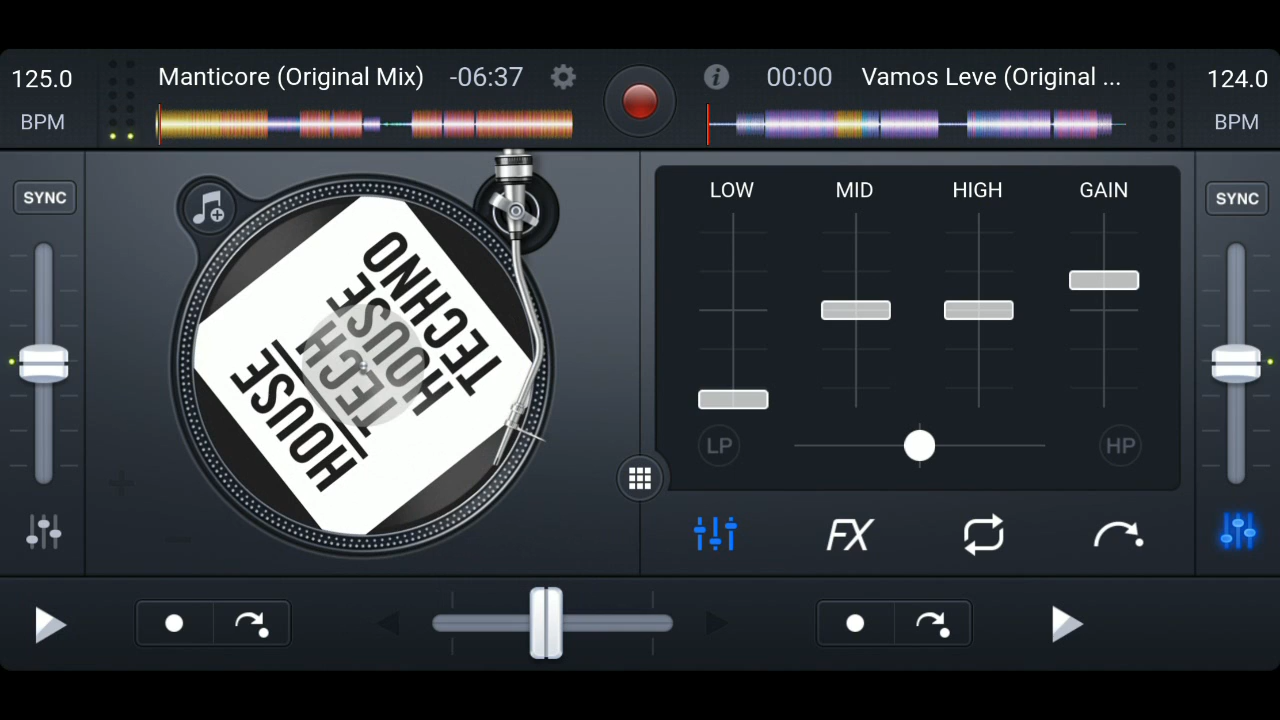 125.0
BPM
Manticore (Original Mix)
-06:37
00:00
Vamos Leve (Original ...
124.0
BPM
SYNC
HOUSE
TECH
HOUSE
TECHNO
LOW
MID
HIGH
GAIN
LP
HP
SYNC
FX